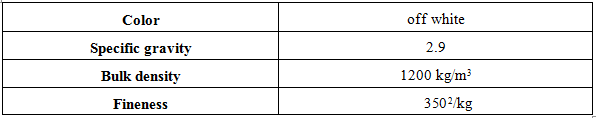 Color off white
Specific gravity 2.9
Bulk density 1200 kg/m³
Fineness 350²/kg